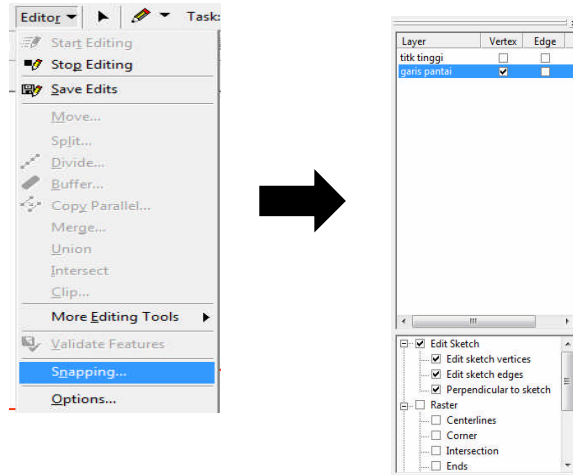 Editor Task:
Start Editing
Stop Editing
Save Edits
Move...
Split...
Divide...
Buffer...
Copy Parallel...
Merge...
Union
Intersect
Clip...
More Editing Tools
Validate Features
Snapping...
Options...
Layer Vertex Edge
titk tinggi
garis pantai
Edit Sketch
Edit sketch vertices
Edit sketch edges
Perpendicular to sketch
Raster
Centerlines
Corner
Intersection
Ends